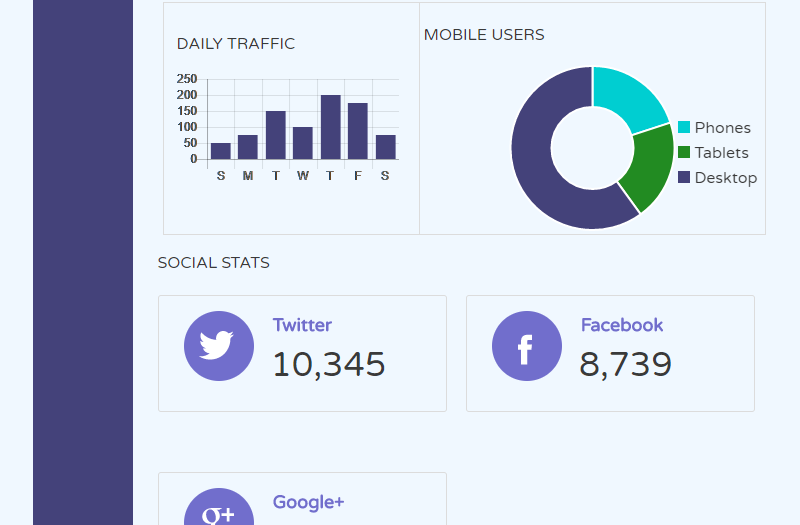 DAILY TRAFFIC
250
200
150
100
50
0
S M T W T F S
MOBILE USERS
Phones
Tablets
Desktop
SOCIAL STATS
Twitter
10,345
Facebook
8,739
g+
Google+